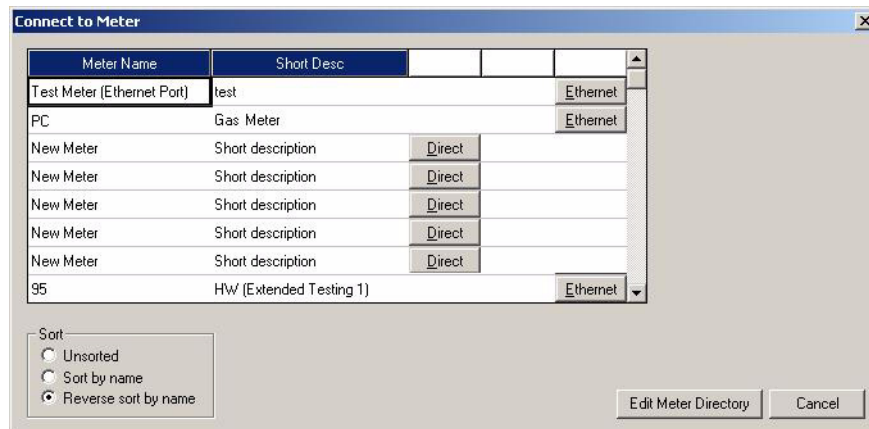 Connect to Meter
Meter Name Short Desc
Test Meter (Ethernet Port) test Ethernet
PC Gas Meter Ethernet
New Meter Short description Direct
New Meter Short description Direct
New Meter Short description Direct
New Meter Short description Direct
New Meter Short description Direct
95 HW (Extended Testing 1) Ethernet
Sort
Unsorted
Sort by name
Reverse sort by name
Edit Meter Directory Cancel